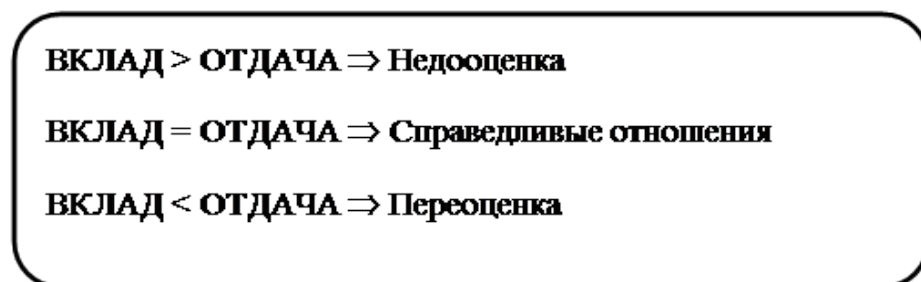 ВКЛАД > ОТДАЧА ⇒ Недооценка
ВКЛАД = ОТДАЧА ⇒ Справедливые отношения
ВКЛАД < ОТДАЧА ⇒ Переоценка